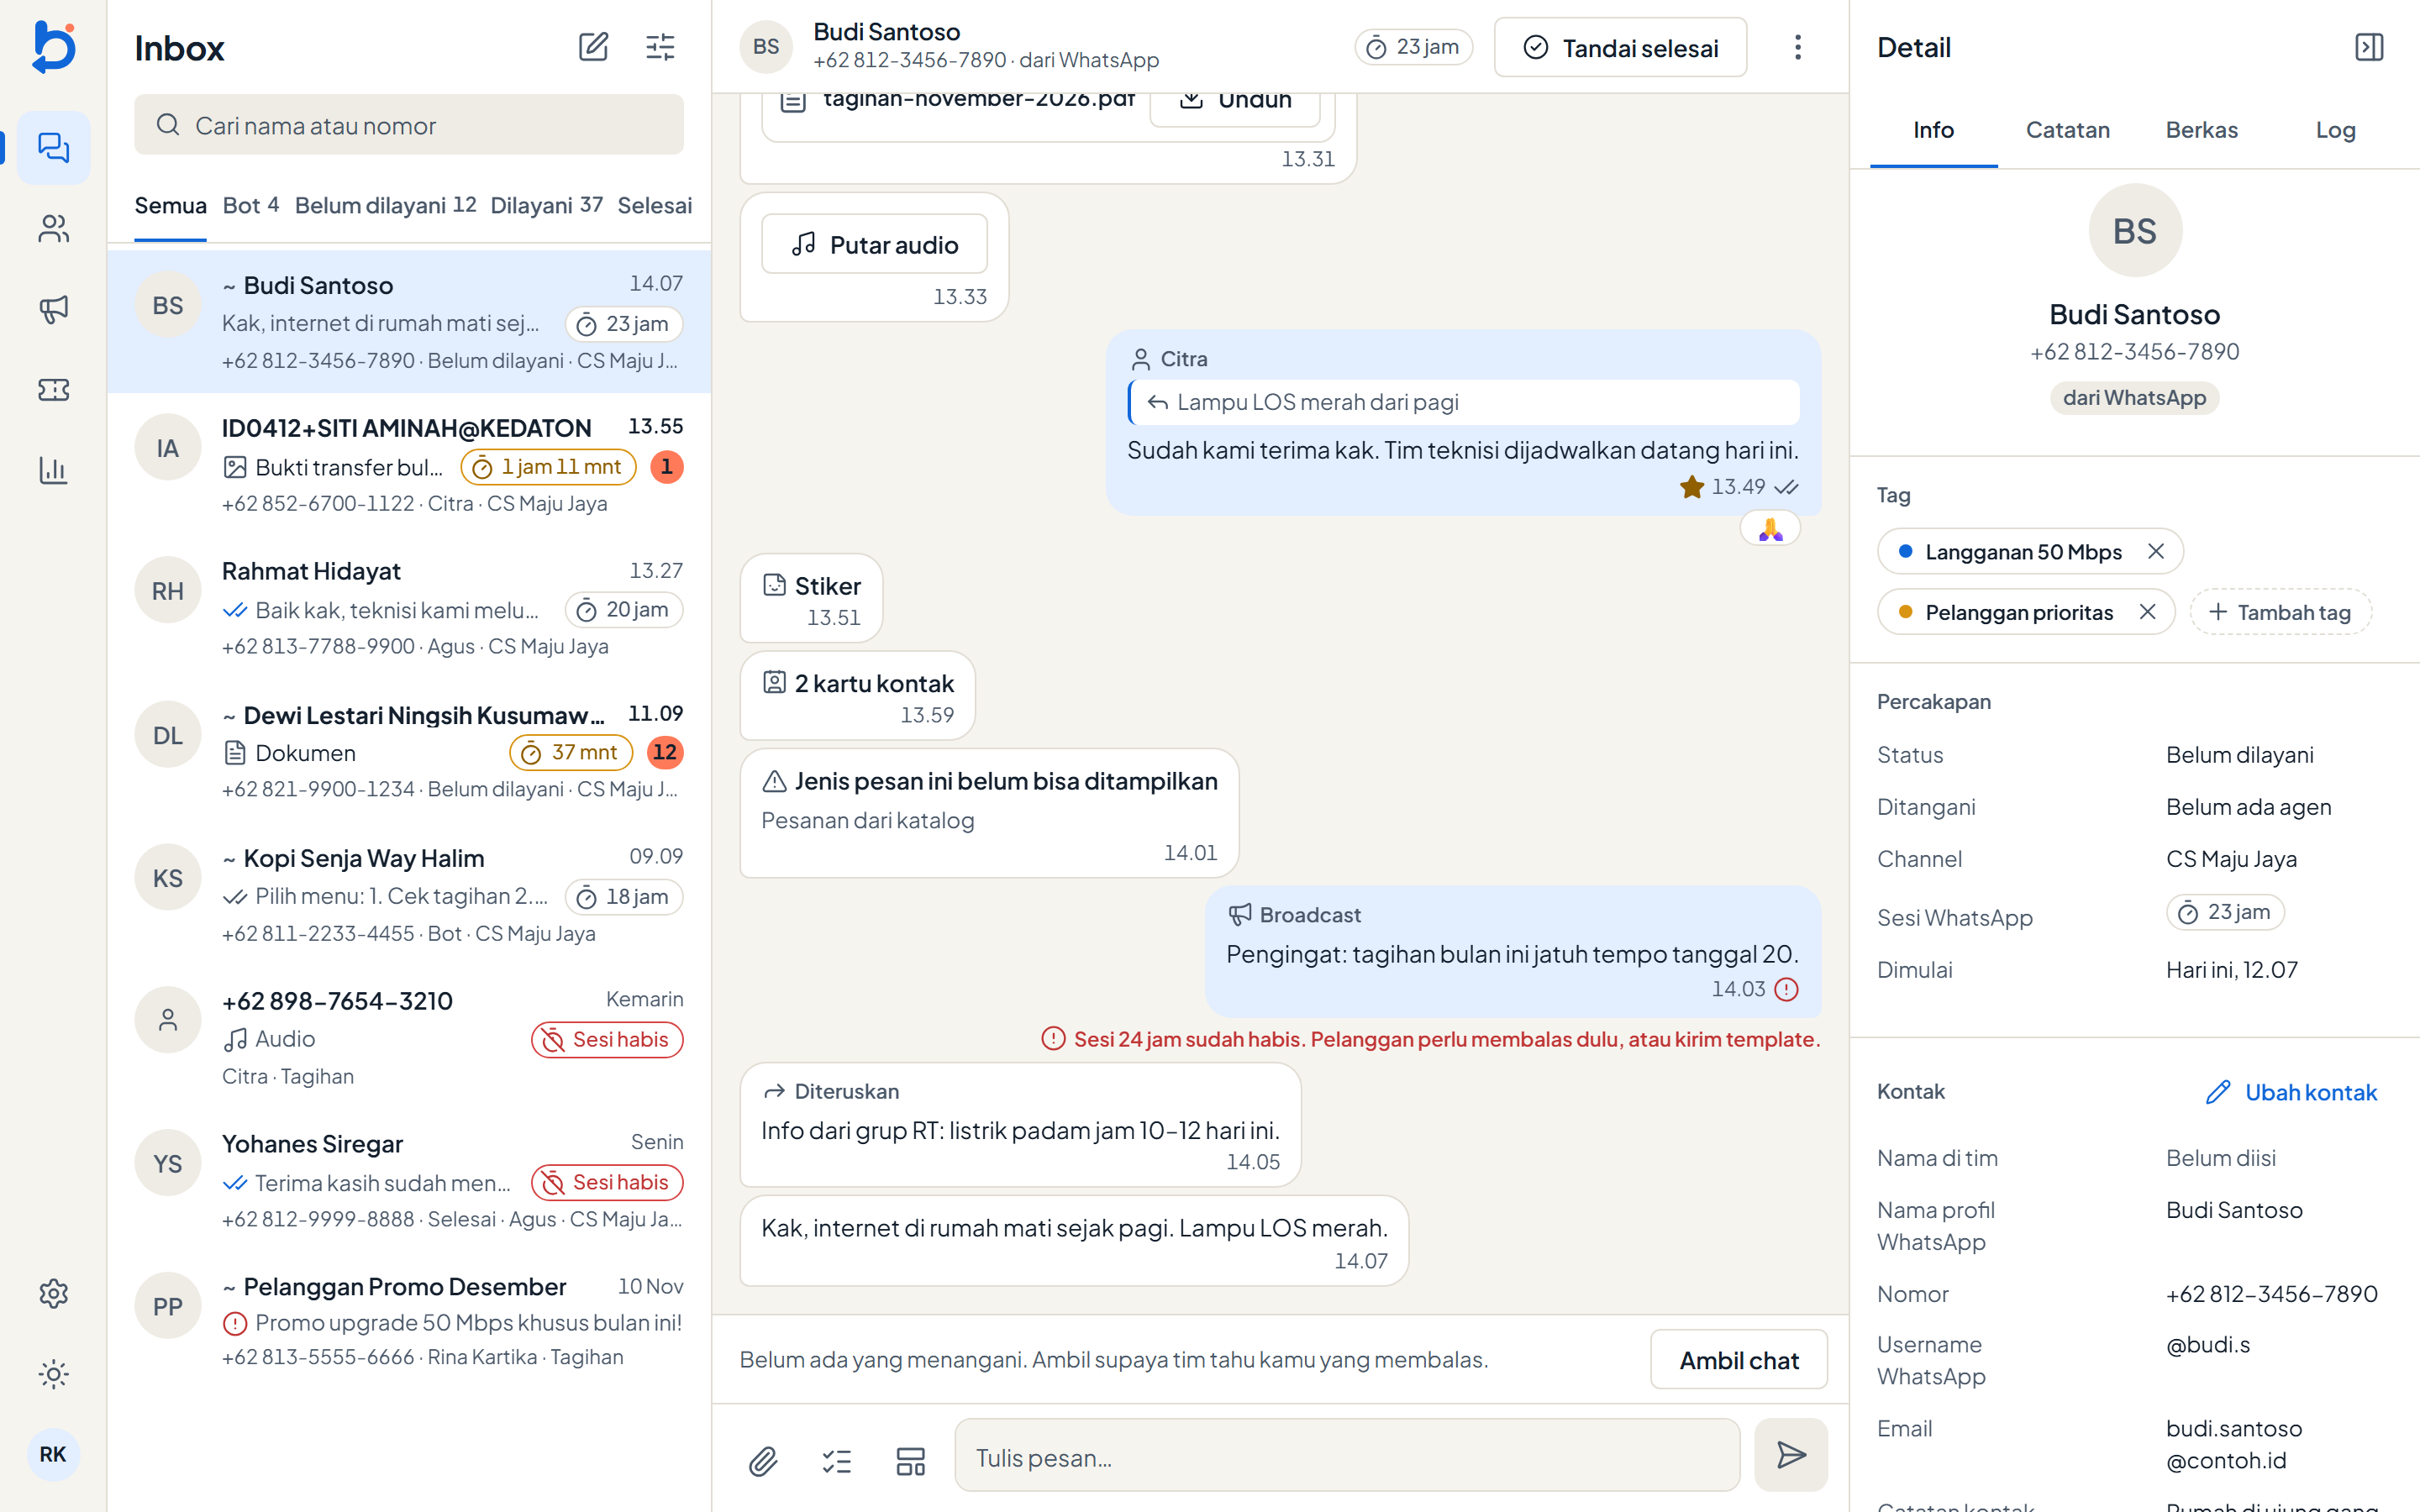 Inbox
Cari nama atau nomor
Semua Bot 4 Belum dilayani 12 Dilayani 37 Selesai
BS
~ Budi Santoso 14.07
Kak, internet di rumah mati sej... 23 jam
+62 812-3456-7890 · Belum dilayani · CS Maju J...
IA
ID0412+SITI AMINAH@KEDATON 13.55
Bukti transfer bul... 1 jam 11 mnt 1
+62 852-6700-1122 · Citra · CS Maju Jaya
RH
Rahmat Hidayat 13.27
Baik kak, teknisi kami melu... 20 jam
+62 813-7788-9900 · Agus · CS Maju Jaya
DL
~ Dewi Lestari Ningsih Kusumaw... 11.09
Dokumen 37 mnt 12
+62 821-9900-1234 · Belum dilayani · CS Maju J...
KS
~ Kopi Senja Way Halim 09.09
Pilih menu: 1. Cek tagihan 2.... 18 jam
+62 811-2233-4455 · Bot · CS Maju Jaya
+62 898-7654-3210 Kemarin
Audio Sesi habis
Citra · Tagihan
YS
Yohanes Siregar Senin
Terima kasih sudah men... Sesi habis
+62 812-9999-8888 · Selesai · Agus · CS Maju Ja...
PP
~ Pelanggan Promo Desember 10 Nov
Promo upgrade 50 Mbps khusus bulan ini!
+62 813-5555-6666 · Rina Kartika · Tagihan
RK
BS
Budi Santoso
+62 812-3456-7890 · dari WhatsApp
23 jam
Tandai selesai
tagihan-november-2026.pdf Unduh
13.31
Putar audio
13.33
Citra
Lampu LOS merah dari pagi
Sudah kami terima kak. Tim teknisi dijadwalkan datang hari ini.
13.49
Stiker
13.51
2 kartu kontak
13.59
Jenis pesan ini belum bisa ditampilkan
Pesanan dari katalog
14.01
Broadcast
Pengingat: tagihan bulan ini jatuh tempo tanggal 20.
14.03
Sesi 24 jam sudah habis. Pelanggan perlu membalas dulu, atau kirim template.
Diteruskan
Info dari grup RT: listrik padam jam 10–12 hari ini.
14.05
Kak, internet di rumah mati sejak pagi. Lampu LOS merah.
14.07
Belum ada yang menangani. Ambil supaya tim tahu kamu yang membalas.
Ambil chat
Tulis pesan...
Detail
Info Catatan Berkas Log
BS
Budi Santoso
+62 812-3456-7890
dari WhatsApp
Tag
Langganan 50 Mbps
Pelanggan prioritas
Tambah tag
Percakapan
Status Belum dilayani
Ditangani Belum ada agen
Channel CS Maju Jaya
Sesi WhatsApp 23 jam
Dimulai Hari ini, 12.07
Kontak Ubah kontak
Nama di tim Belum diisi
Nama profil Budi Santoso
WhatsApp
Nomor +62 812-3456-7890
Username @budi.s
WhatsApp
Email budi.santoso
@contoh.id
Catatan kontak Rumah di ujung gang